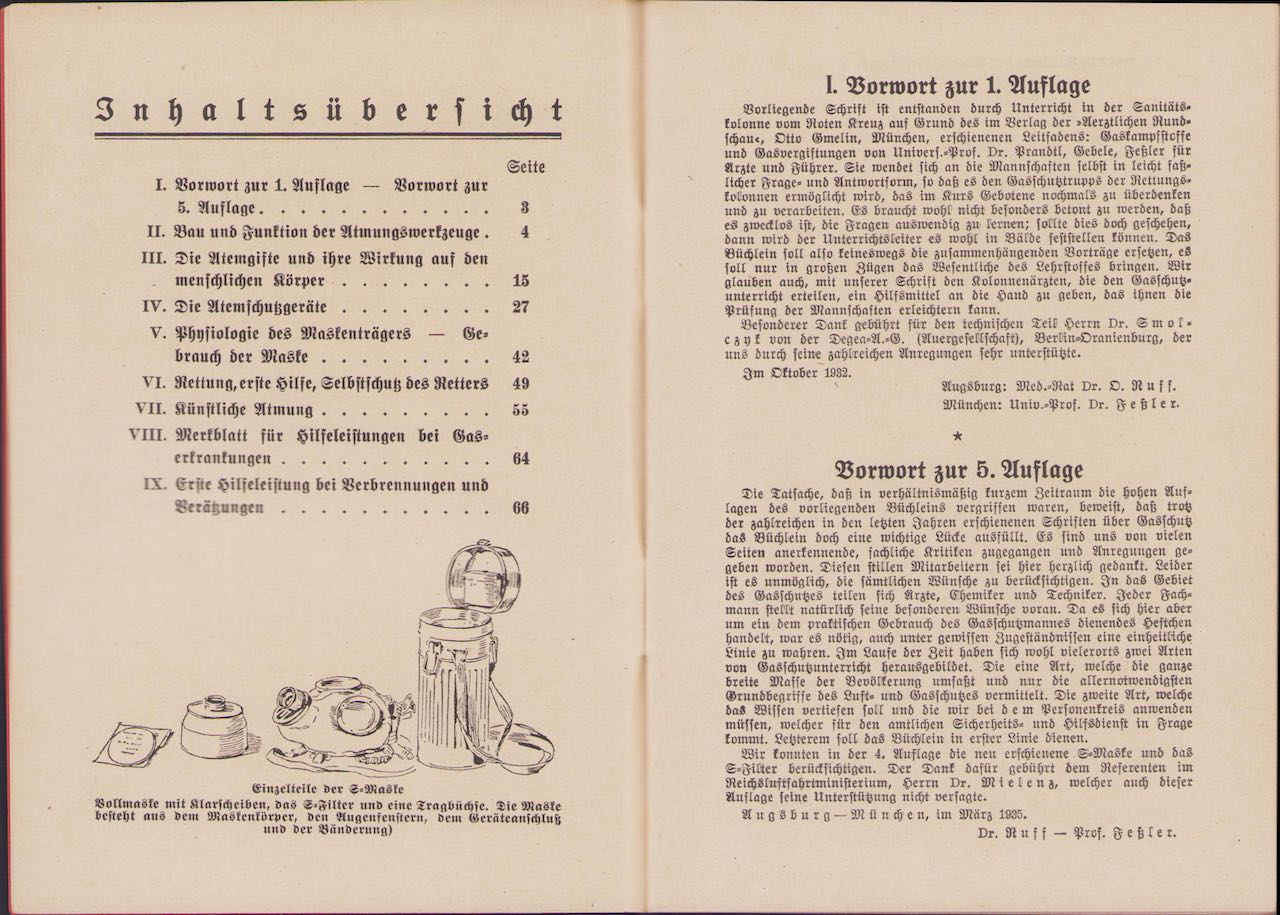 Inhaltsübersicht
Seite
I. Vorwort zur 1. Auflage — Vorwort zur
5. Auflage. . . . . . . . . . . . . 3
II. Bau und Funktion der Atmungswerkzeuge . 4
III. Die Atemgifte und ihre Wirkung auf den
menschlichen Körper . . . . . . . . 15
IV. Die Atemschutzgeräte . . . . . . . . 27
V. Physiologie des Maskenträgers — Ge-
brauch der Maske . . . . . . . . . 42
VI. Rettung, erste Hilfe, Selbstschutz des Retters 49
VII. Künstliche Atmung . . . . . . . . . 55
VIII. Merkblatt für Hilfeleistungen bei Gas-
erkrankungen . . . . . . . . . . . 64
IX. Erste Hilfeleistung bei Verbrennungen und
Verätzungen . . . . . . . . . . . 66
Einzelteile der S-Maske
Vollmaske mit Klarscheiben, das S-Filter und eine Tragbüchse. Die Maske
besteht aus dem Maskenkörper, den Augenfenstern, dem Geräteanschluß
und der Bänderung)
I. Vorwort zur 1. Auflage
Vorliegende Schrift ist entstanden durch Unterricht in der Sanitäts-
kolonne vom Roten Kreuz auf Grund des im Verlag der »Aerztlichen Rund-
schau«, Otto Gmelin, München, erschienenen Leitfadens: Gaskampfstoffe
und Gasvergiftungen von Univers.-Prof. Dr. Prandtl, Gebele, Feßler für
Ärzte und Führer. Sie wendet sich an die Mannschaften selbst in leicht faß-
licher Frage- und Antwortform, so daß es den Gasschutztrupps der Rettungs-
kolonnen ermöglicht wird, das im Kurs Gebotene nochmals zu überdenken
und zu verarbeiten. Es braucht wohl nicht besonders betont zu werden, daß
es zwecklos ist, die Fragen auswendig zu lernen; sollte dies doch geschehen,
dann wird der Unterrichtsleiter es wohl in Bälde feststellen können. Das
Büchlein soll also keineswegs die zusammenhängenden Vorträge ersetzen, es
soll nur in großen Zügen das Wesentliche des Lehrstoffes bringen. Wir
glauben auch, mit unserer Schrift den Kolonnenärzten, die den Gasschutz-
unterricht erteilen, ein Hilfsmittel an die Hand zu geben, das ihnen die
Prüfung der Mannschaften erleichtern kann.
Besonderer Dank gebührt für den technischen Teil Herrn Dr. Smol-
czyk von der Degea-A.-G. (Auergesellschaft), Berlin-Oranienburg, der
uns durch seine zahlreichen Anregungen sehr unterstützte.
Im Oktober 1932.
Augsburg: Med.-Rat Dr. O. Ruff.
München: Univ.-Prof. Dr. Feßler.
*
Vorwort zur 5. Auflage
Die Tatsache, daß in verhältnismäßig kurzem Zeitraum die hohen Auf-
lagen des vorliegenden Büchleins vergriffen waren, beweist, daß trotz
der zahlreichen in den letzten Jahren erschienenen Schriften über Gasschutz
das Büchlein doch eine wichtige Lücke ausfüllt. Es sind uns von vielen
Seiten anerkennende, sachliche Kritiken zugegangen und Anregungen ge-
geben worden. Diesen stillen Mitarbeitern sei hier herzlich gedankt. Leider
ist es unmöglich, die sämtlichen Wünsche zu berücksichtigen. In das Gebiet
des Gasschutzes teilen sich Ärzte, Chemiker und Techniker. Jeder Fach-
mann stellt natürlich seine besonderen Wünsche voran. Da es sich hier aber
um ein dem praktischen Gebrauch des Gasschutzmannes dienendes Heftchen
handelt, war es nötig, auch unter gewissen Zugeständnissen eine einheitliche
Linie zu wahren. Im Laufe der Zeit haben sich wohl vielerorts zwei Arten
von Gasschutzunterricht herausgebildet. Die eine Art, welche die ganze
breite Masse der Bevölkerung umfaßt und nur die allernotwendigsten
Grundbegriffe des Luft- und Gasschutzes vermittelt. Die zweite Art, welche
das Wissen vertiefen soll und die wir bei dem Personenkreis anwenden
müssen, welcher für den amtlichen Sicherheits- und Hilfsdienst in Frage
kommt. Letzterem soll das Büchlein in erster Linie dienen.
Wir konnten in der 4. Auflage die neu erschienene S-Maske und das
S-Filter berücksichtigen. Der Dank dafür gebührt dem Referenten im
Reichsluftfahrtministerium, Herrn Dr. Mielenz, welcher auch dieser
Auflage seine Unterstützung nicht versagte.
Augsburg—München, im März 1935.
Dr. Ruff — Prof. Feßler.